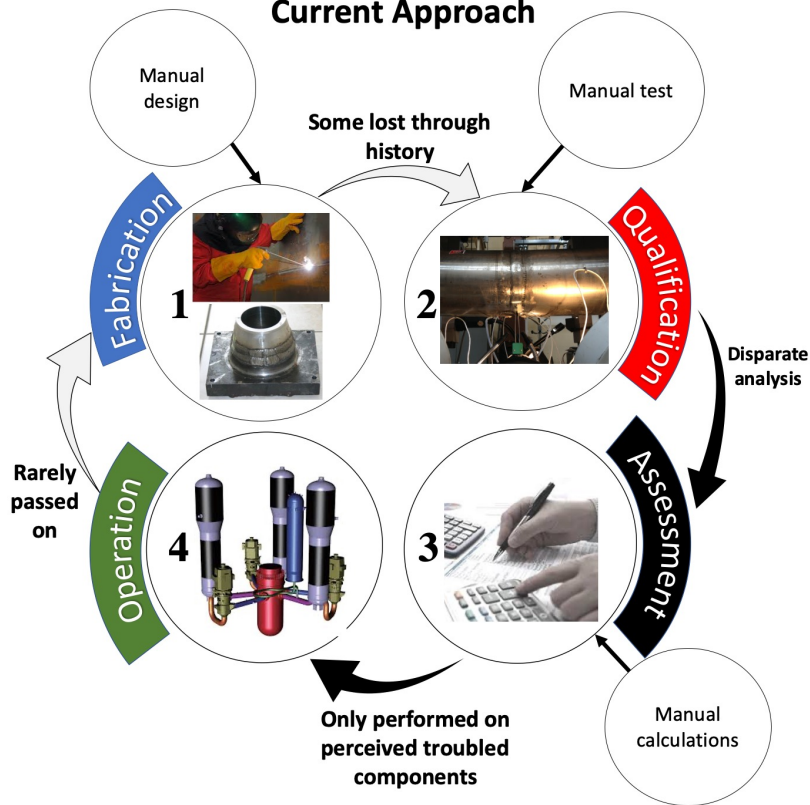 Current Approach
Manual
design
Manual test
Some lost through
history
Fabrication
1
2
Qualification
Disparate
analysis
Rarely
passed
on
Operation
4
3
Assessment
Only performed on
perceived troubled
components
Manual
calculations